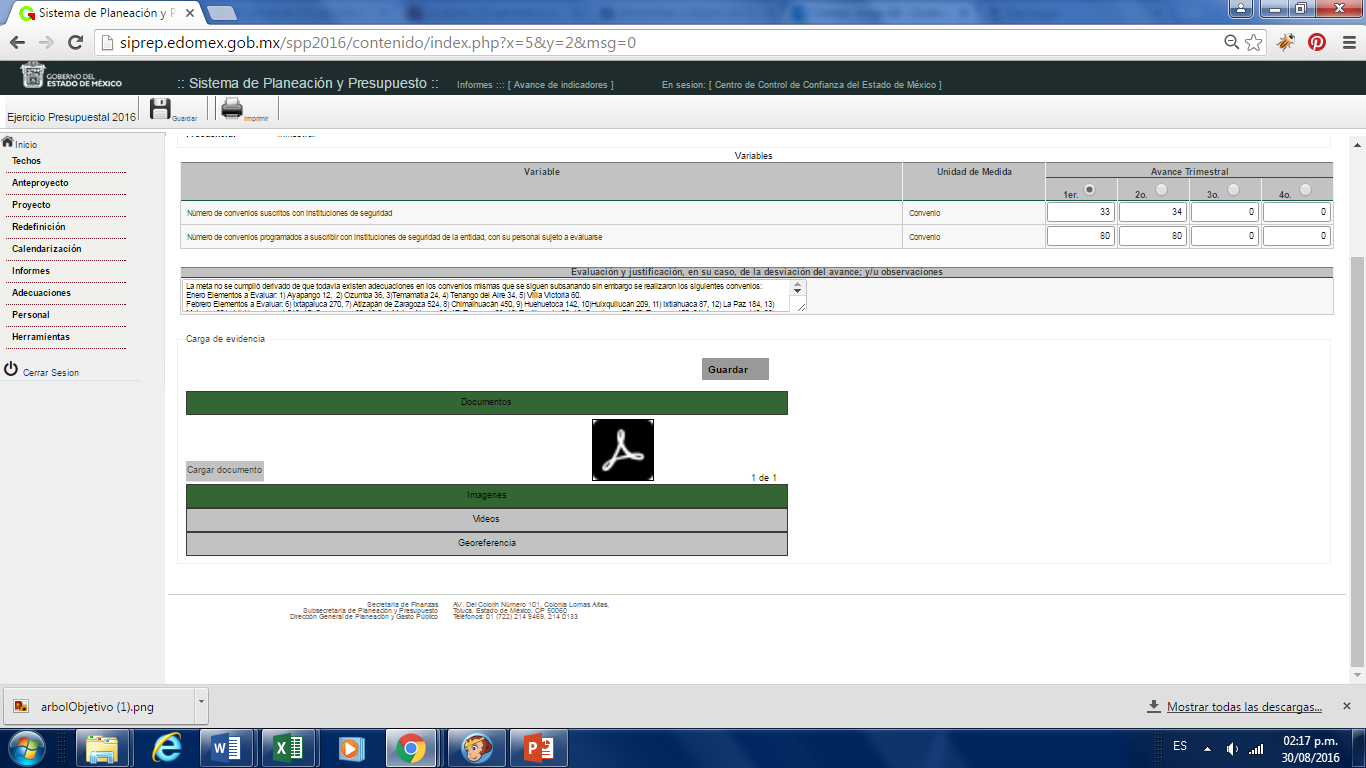 Sistema de Planeación y P
siprep.edomex.gob.mx/spp2016/contenido/index.php?x=5&y=2&msg=0
GOBIERNO DEL
ESTADO DE MÉXICO
:: Sistema de Planeación y Presupuesto ::
Informes ::: [ Avance de indicadores ]
En sesion: [ Centro de Control de Confianza del Estado de México ]
Ejercicio Presupuestal 2016
Guardar
Imprimir
Inicio
Techos
Anteproyecto
Proyecto
Redefinición
Calendarización
Informes
Adecuaciones
Personal
Herramientas
Cerrar Sesion
Variables
Variable
Unidad de Medida
Avance Trimestral
1er.
2o.
3o.
4o.
Número de convenios suscritos con instituciones de seguridad
Convenio
33
34
0
0
Número de convenios programados a suscribir con instituciones de seguridad de la entidad, con su personal sujeto a evaluarse
Convenio
80
80
0
0
Evaluación y justificación, en su caso, de la desviación del avance; y/u observaciones
La meta no se cumplió derivado de que todavía existen adecuaciones en los convenios mismas que se siguen subsanando sin embargo se realizaron los siguientes convenios:
Enero Elementos a Evaluar: 1) Ayapango 12, 2) Ozumba 36, 3)Temamatla 24, 4) Tenango del Aire 34, 5) Villa Victoria 60.
Febrero Elementos a Evaluar: 6) Ixtapaluca 270, 7) Atizapán de Zaragoza 524, 8) Chimalhuacán 450, 9) Huehuetoca 142, 10)Huixquilucan 209, 11) Ixtlahuaca 87, 12) La Paz 184, 13)
Carga de evidencia
Guardar
Documentos
Cargar documento
1 de 1
Imagenes
Videos
Georeferencia
Secretaría de Finanzas
Subsecretaría de Planeación y Presupuesto
Dirección General de Planeación y Gasto Público
AV. Del Colorín Número 101, Colonia Lomas Altas,
Toluca, Estado de México. CP 50060
Teléfonos: 01 (722) 214 9469, 214 0133
arbolObjetivo (1).png
Mostrar todas las descargas...
ES
02:17 p.m.
30/08/2016